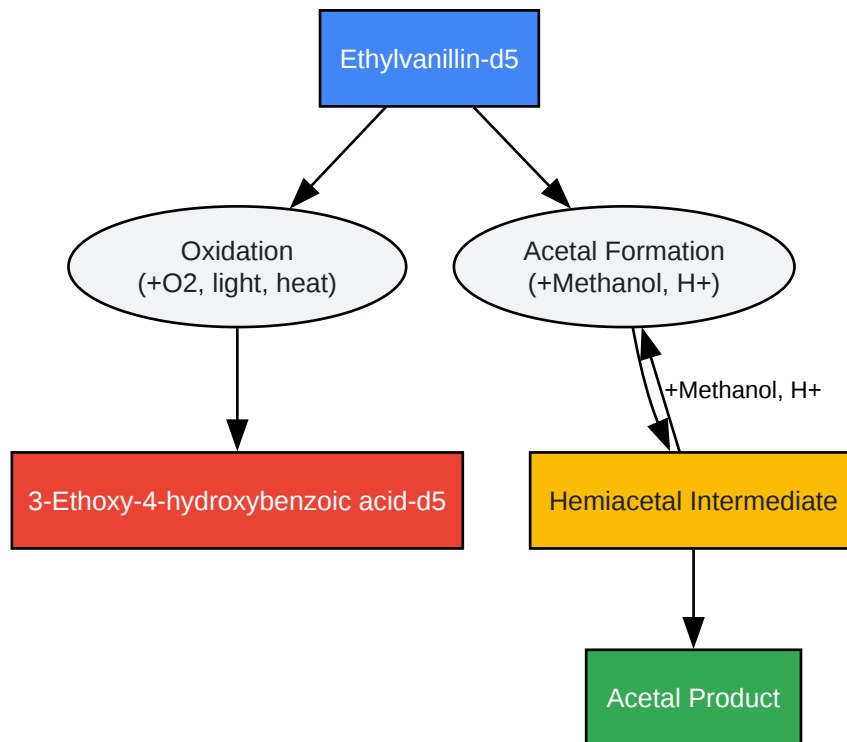 Ethylvanillin-d5
Oxidation
(+O2, light, heat)
Acetal Formation
(+Methanol, H+)
+Methanol, H+
3-Ethoxy-4-hydroxybenzoic acid-d5
Hemiacetal Intermediate
Acetal Product